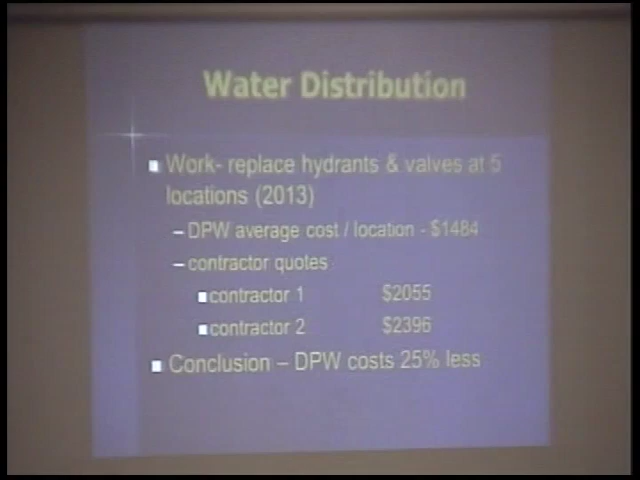 Water Distribution
Work- replace hydrants & valves at 5
locations (2013)
– DPW average cost / location - $1484
– contractor quotes
contractor 1 $2055
contractor 2 $2396
Conclusion – DPW costs 25% less